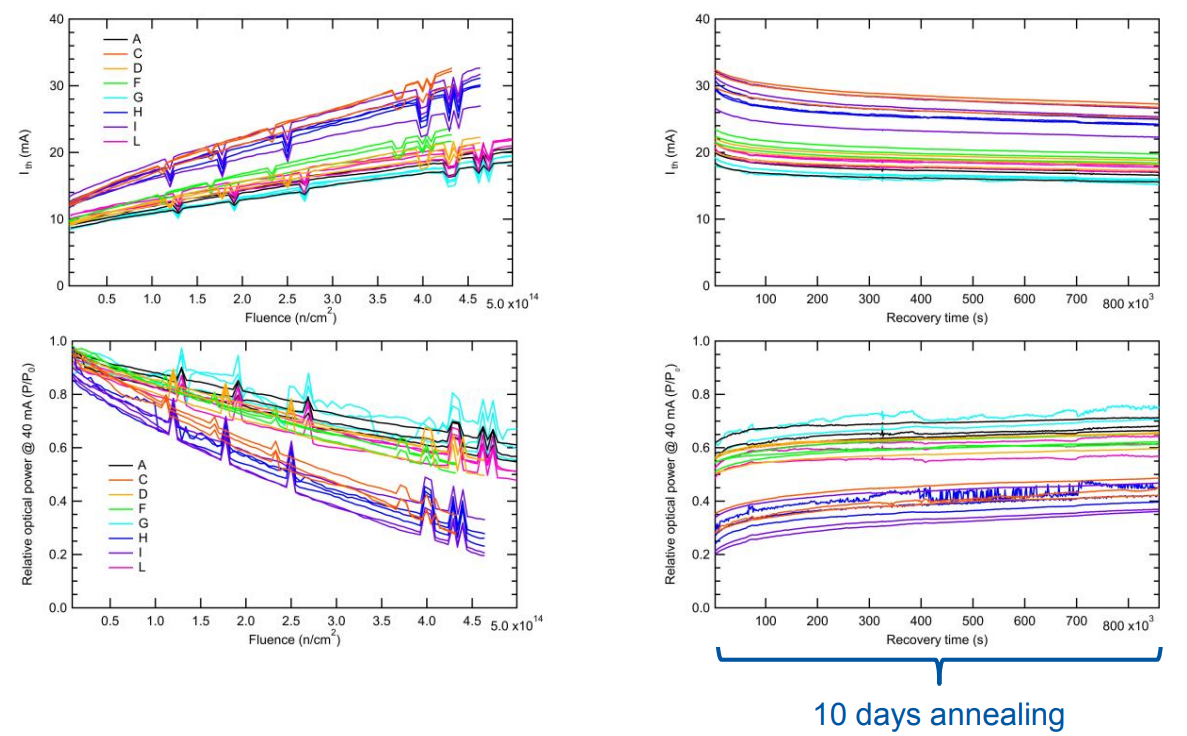 40
30
20
10
0
I th (mA)
A
C
D
F
G
H
I
L
0.5 1.0 1.5 2.0 2.5 3.0 3.5 4.0 4.5 5.0 x10^14
Fluence (n/cm^2)
40
30
20
10
0
I th (mA)
100 200 300 400 500 600 700 800 x10^3
Recovery time (s)
1.0
0.8
0.6
0.4
0.2
0.0
Relative optical power @ 40 mA (P/P0)
A
C
D
F
G
H
I
L
0.5 1.0 1.5 2.0 2.5 3.0 3.5 4.0 4.5 5.0 x10^14
Fluence (n/cm^2)
1.0
0.8
0.6
0.4
0.2
0.0
Relative optical power @ 40 mA (P/P0)
100 200 300 400 500 600 700 800 x10^3
Recovery time (s)
10 days annealing